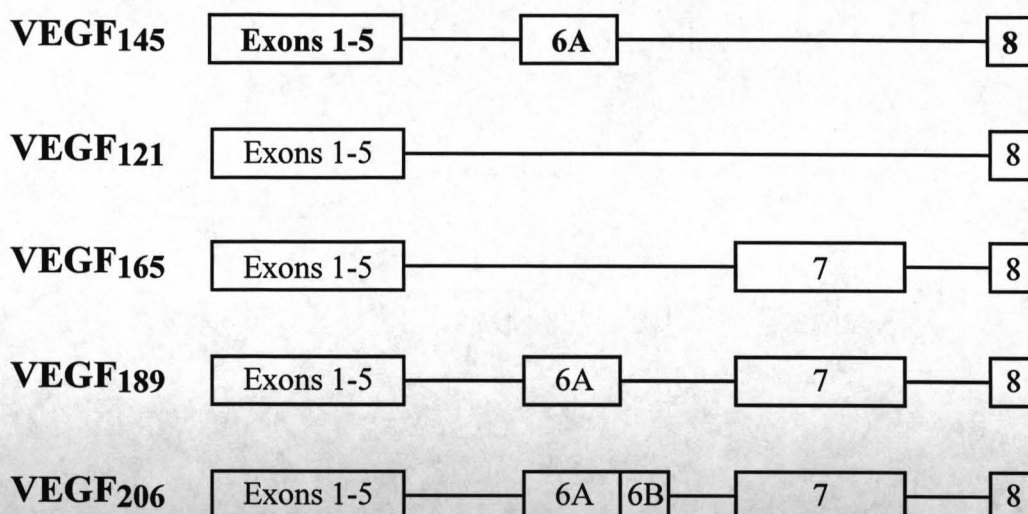 VEGF145 Exons 1-5 6A 8
VEGF121 Exons 1-5 8
VEGF165 Exons 1-5 7 8
VEGF189 Exons 1-5 6A 7 8
VEGF206 Exons 1-5 6A 6B 7 8